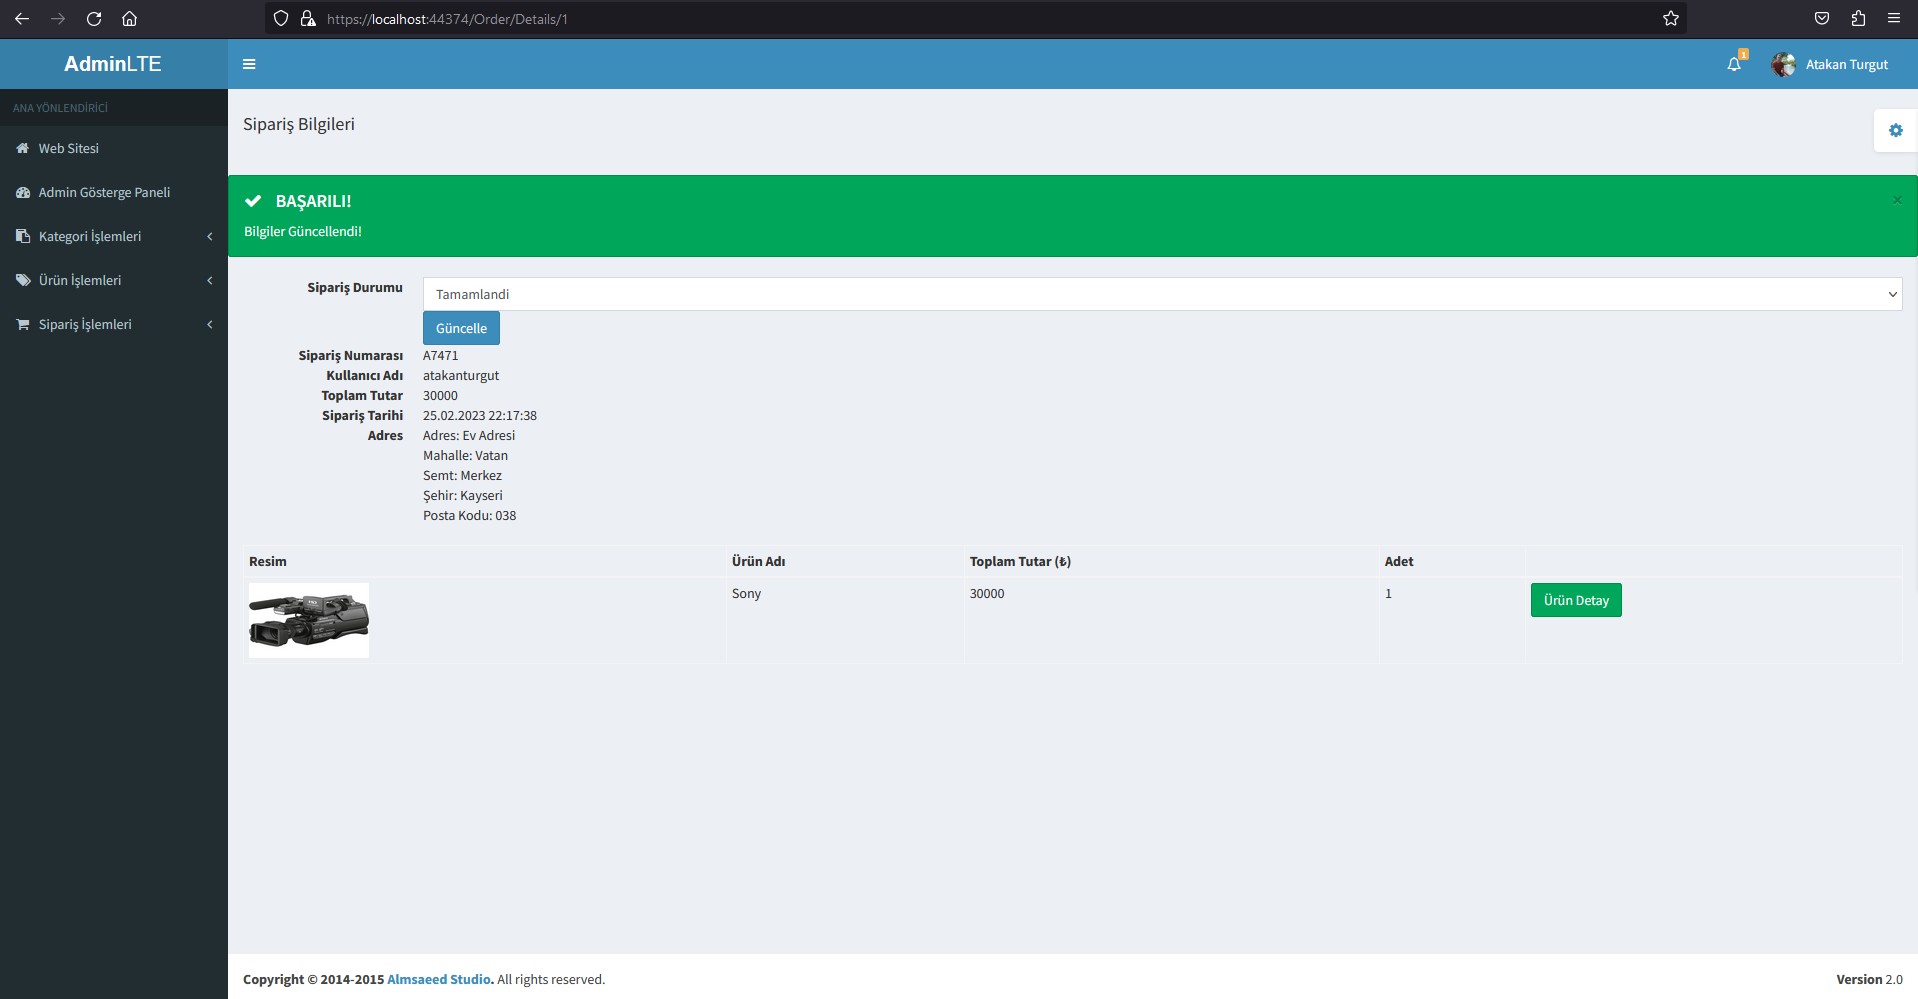 https://localhost:44374/Order/Details/1
AdminLTE
1
Atakan Turgut
ANA YÖNLENDİRİCİ
Web Sitesi
Admin Gösterge Paneli
Kategori İşlemleri
Ürün İşlemleri
Sipariş İşlemleri
Sipariş Bilgileri
BAŞARILI!
×
Bilgiler Güncellendi!
Sipariş Durumu Tamamlandi
Güncelle
Sipariş Numarası A7471
Kullanıcı Adı atakanturgut
Toplam Tutar 30000
Sipariş Tarihi 25.02.2023 22:17:38
Adres Adres: Ev Adresi
Mahalle: Vatan
Semt: Merkez
Şehir: Kayseri
Posta Kodu: 038
Resim Ürün Adı Toplam Tutar (₺) Adet
Sony 30000 1 Ürün Detay
Copyright © 2014-2015 Almsaeed Studio. All rights reserved.
Version 2.0